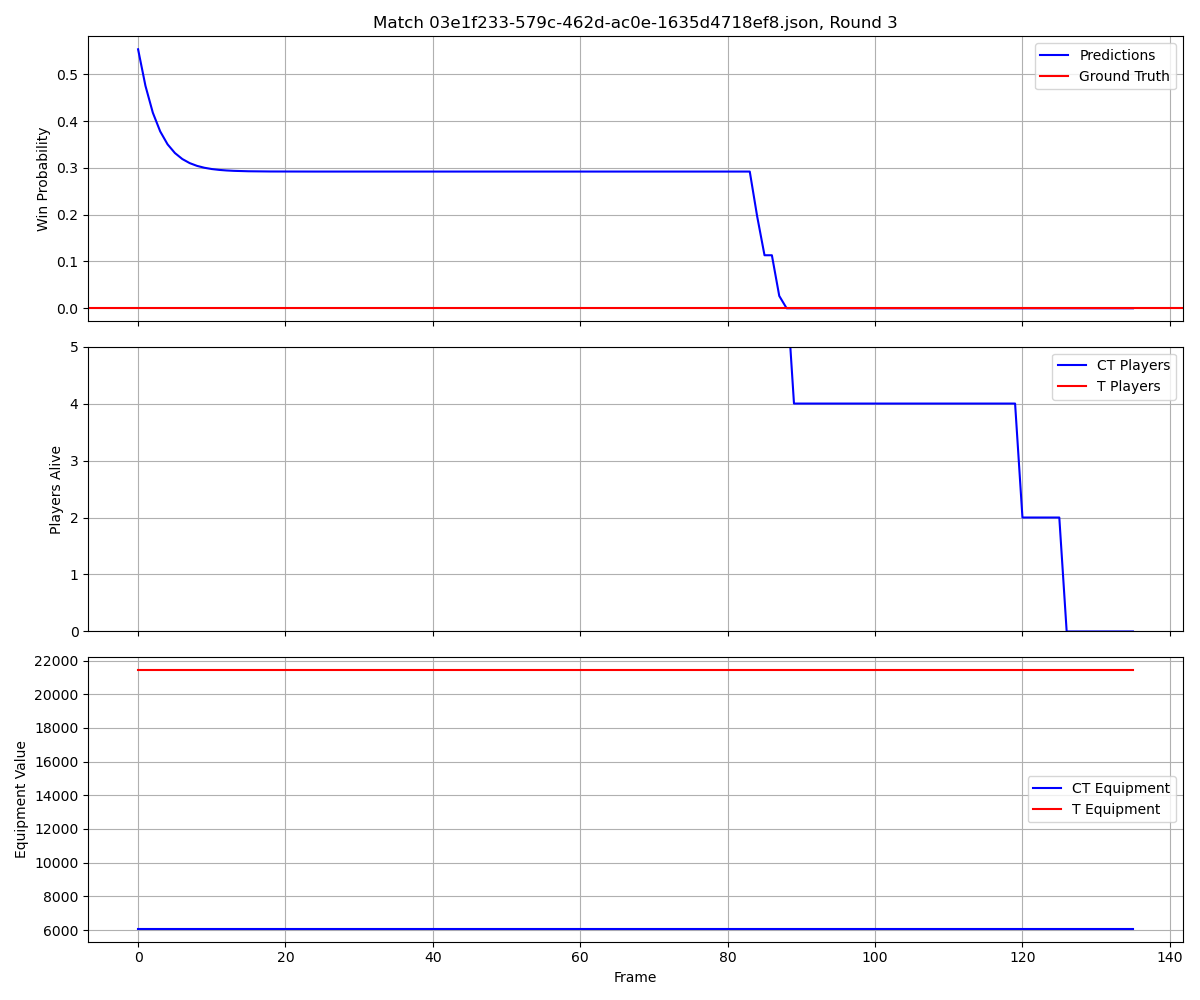 Match 03e1f233-579c-462d-ac0e-1635d4718ef8.json, Round 3
Win Probability
0.5
0.4
0.3
0.2
0.1
0.0
Predictions
Ground Truth
Players Alive
5
4
3
2
1
0
CT Players
T Players
Equipment Value
22000
20000
18000
16000
14000
12000
10000
8000
6000
CT Equipment
T Equipment
0 20 40 60 80 100 120 140
Frame